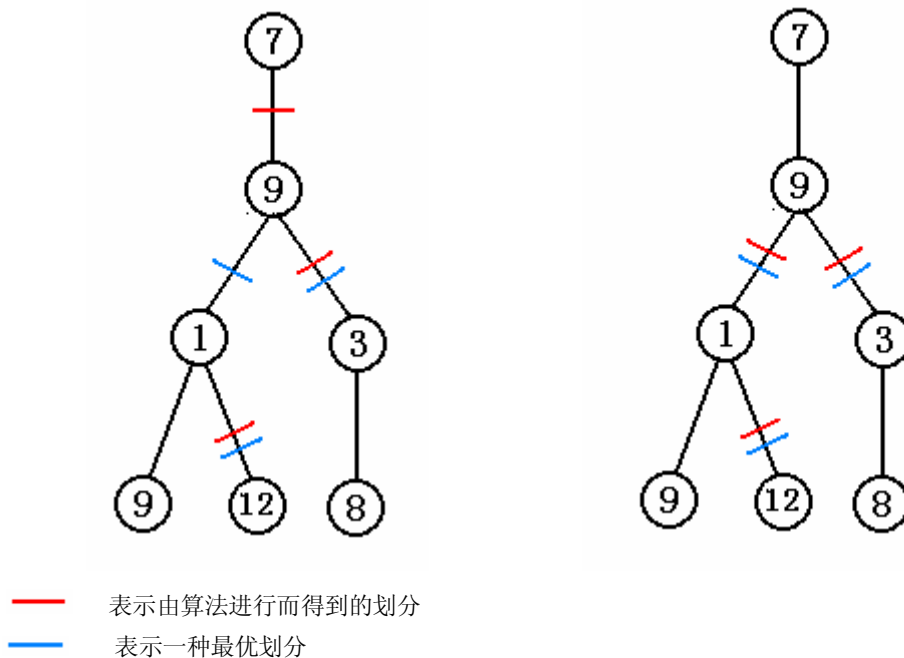 7 7
9 9
1 3 1 3
9 12 8 9 12 8
表示由算法进行而得到的划分
表示一种最优划分